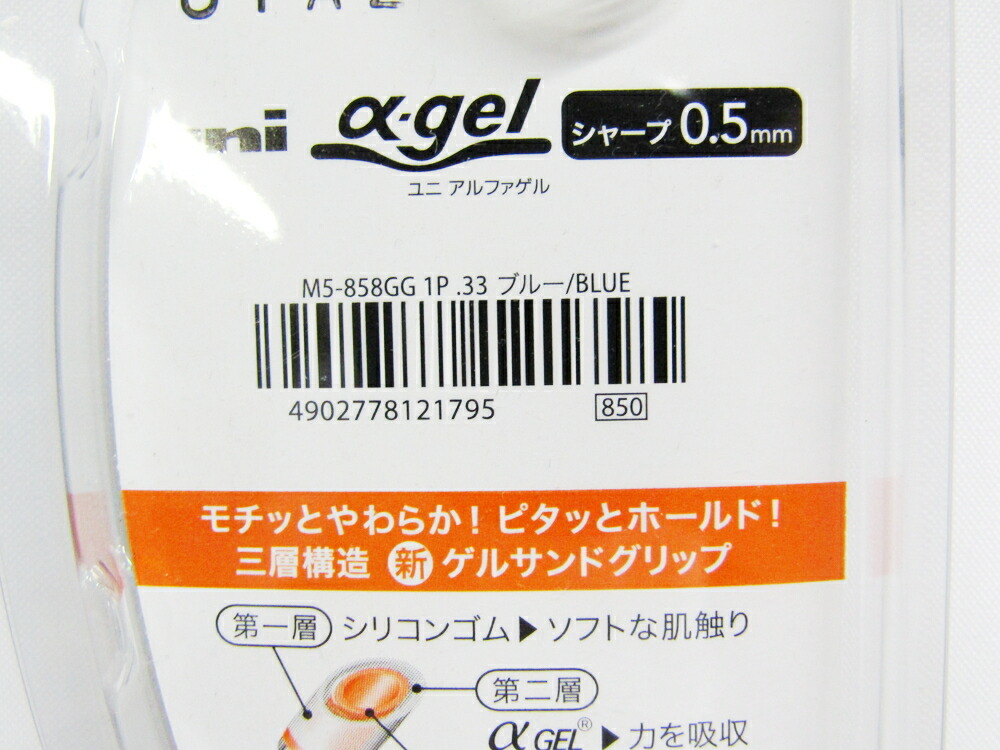 uni α-gel シャープ 0.5mm
ユニ アルファゲル
M5-858GG 1P .33 ブルー/BLUE
4902778121795 850
モチッとやわらか！ピタッとホールド！
三層構造 新 ゲルサンドグリップ
第一層 シリコンゴム▶ソフトな肌触り
第二層
α GEL® ▶力を吸収